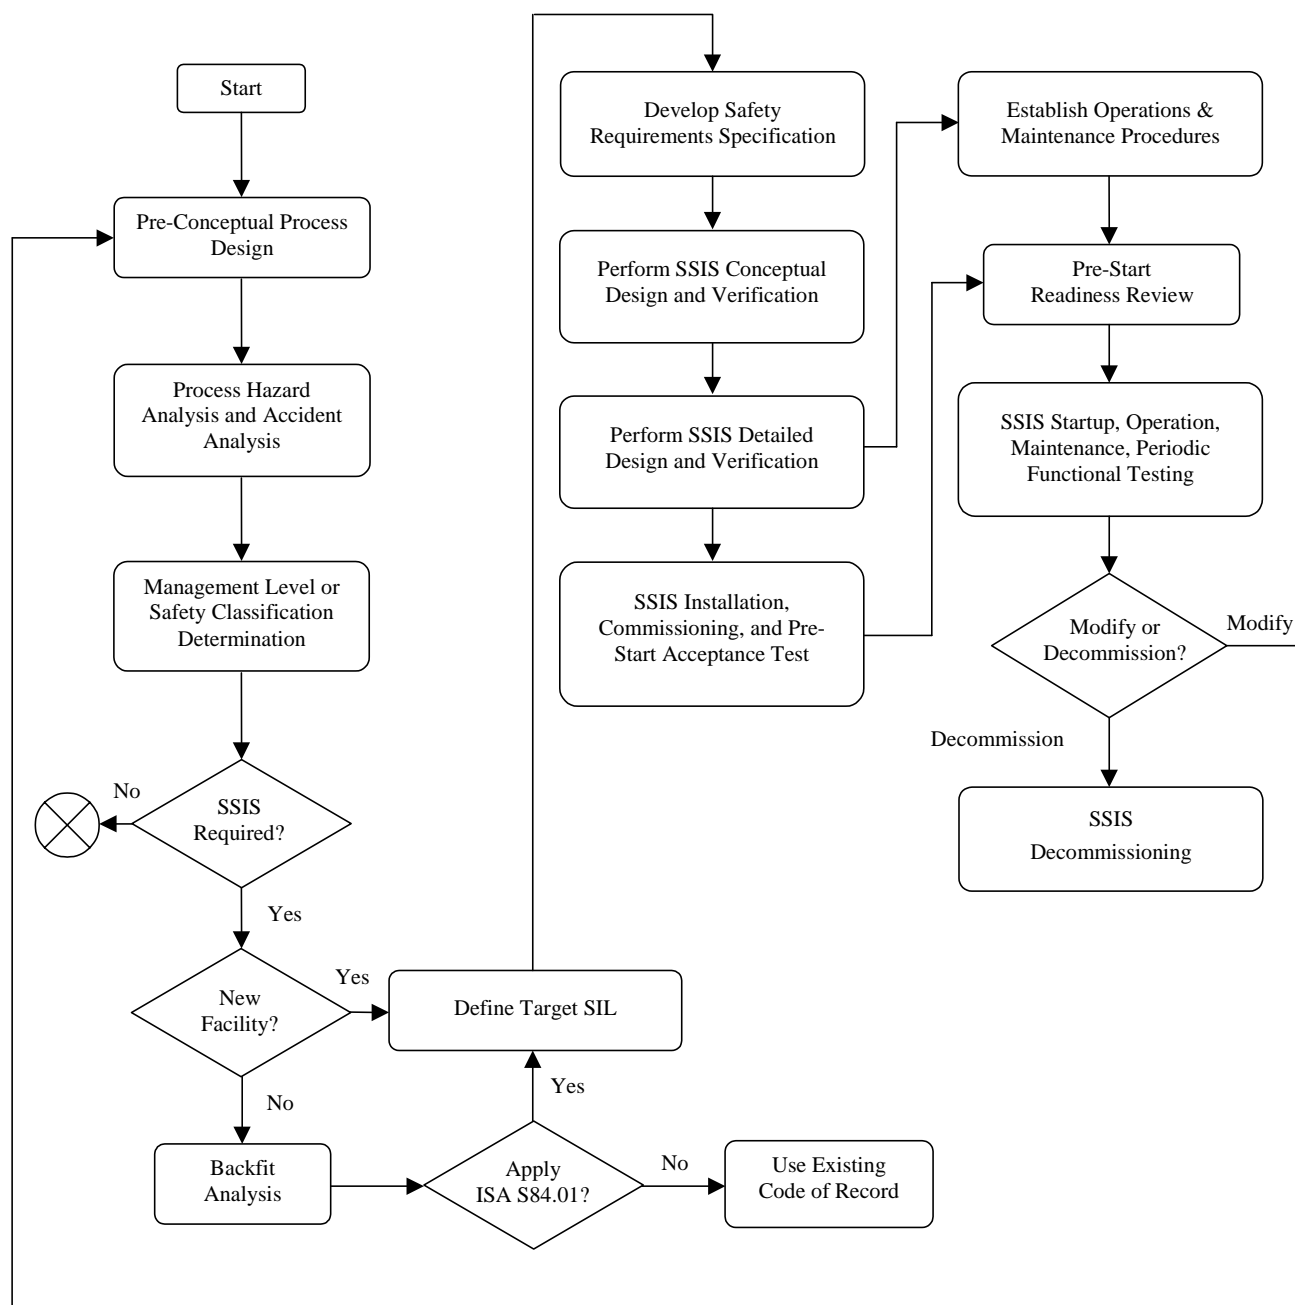 Start
Pre-Conceptual Process
Design
Process Hazard
Analysis and Accident
Analysis
Management Level or
Safety Classification
Determination
No
SSIS
Required?
Yes
New
Facility?
Yes
No
Backfit
Analysis
Apply
ISA S84.01?
Yes
No
Use Existing
Code of Record
Define Target SIL
Develop Safety
Requirements Specification
Perform SSIS Conceptual
Design and Verification
Perform SSIS Detailed
Design and Verification
SSIS Installation,
Commissioning, and Pre-
Start Acceptance Test
Establish Operations &
Maintenance Procedures
Pre-Start
Readiness Review
SSIS Startup, Operation,
Maintenance, Periodic
Functional Testing
Modify or
Decommission?
Modify
Decommission
SSIS
Decommissioning